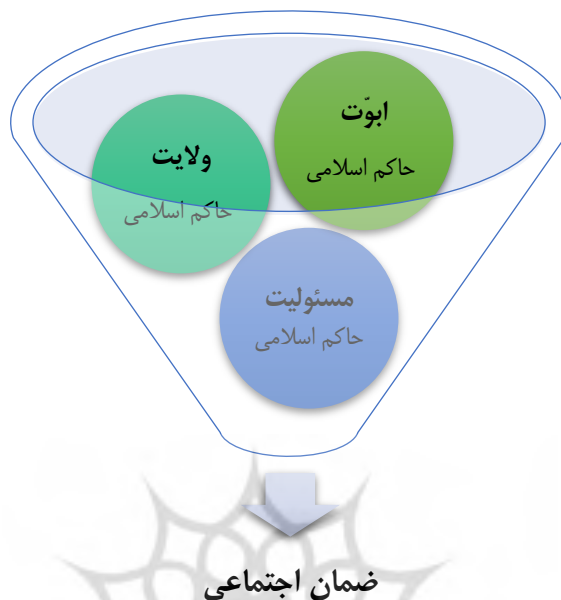 ابوّت
حاکم اسلامی
ولایت
حاکم اسلامی
مسئولیت
حاکم اسلامی
ضمان اجتماعی